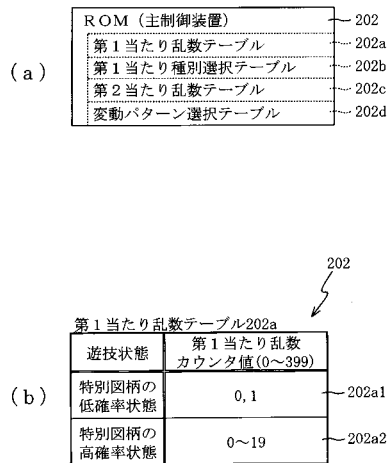 (a)
ROM（主制御装置）
202
第１当たり乱数テーブル
202a
第１当たり種別選択テーブル
202b
第２当たり乱数テーブル
202c
変動パターン選択テーブル
202d
202
(b)
第１当たり乱数テーブル202a
遊技状態
第１当たり乱数
カウンタ値(0～399)
特別図柄の
低確率状態
0,1
202a1
特別図柄の
高確率状態
0～19
202a2